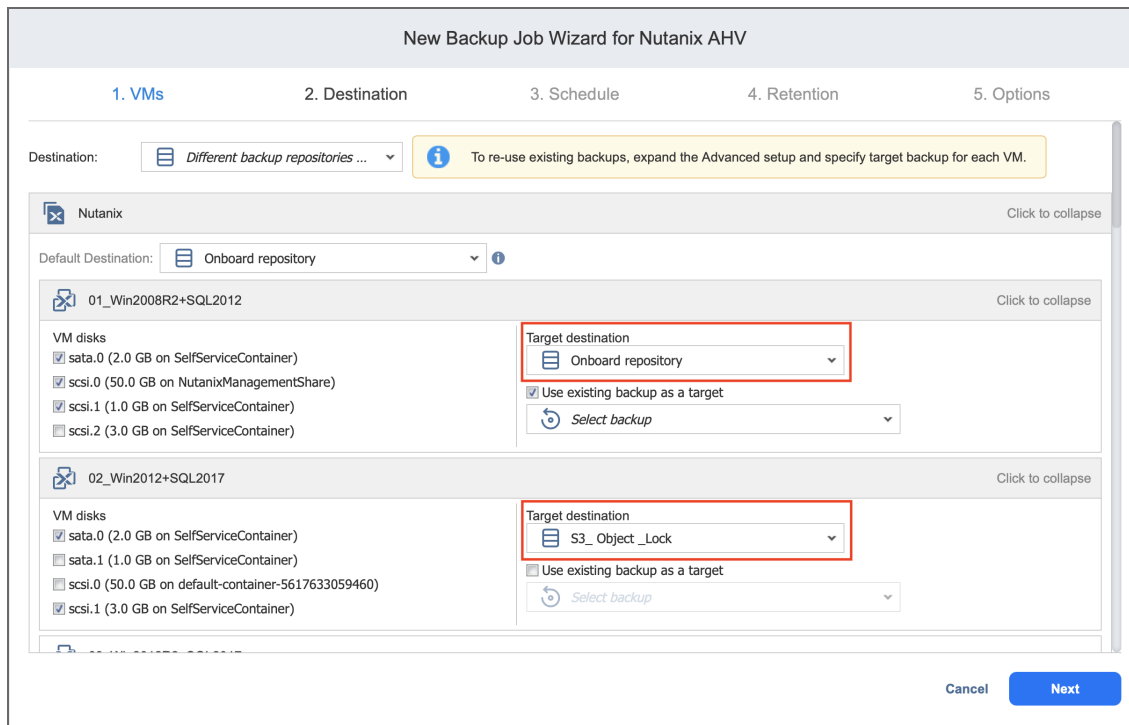 New Backup Job Wizard for Nutanix AHV
1. VMs 2. Destination 3. Schedule 4. Retention 5. Options
Destination: Different backup repositories ... To re-use existing backups, expand the Advanced setup and specify target backup for each VM.
Nutanix Click to collapse
Default Destination: Onboard repository
01_Win2008R2+SQL2012 Click to collapse
VM disks
sata.0 (2.0 GB on SelfServiceContainer)
scsi.0 (50.0 GB on NutanixManagementShare)
scsi.1 (1.0 GB on SelfServiceContainer)
scsi.2 (3.0 GB on SelfServiceContainer)
Target destination
Onboard repository
Use existing backup as a target
Select backup
02_Win2012+SQL2017 Click to collapse
VM disks
sata.0 (2.0 GB on SelfServiceContainer)
sata.1 (1.0 GB on SelfServiceContainer)
scsi.0 (50.0 GB on default-container-5617633059460)
scsi.1 (3.0 GB on SelfServiceContainer)
Target destination
S3_ Object _Lock
Use existing backup as a target
Select backup
Cancel Next